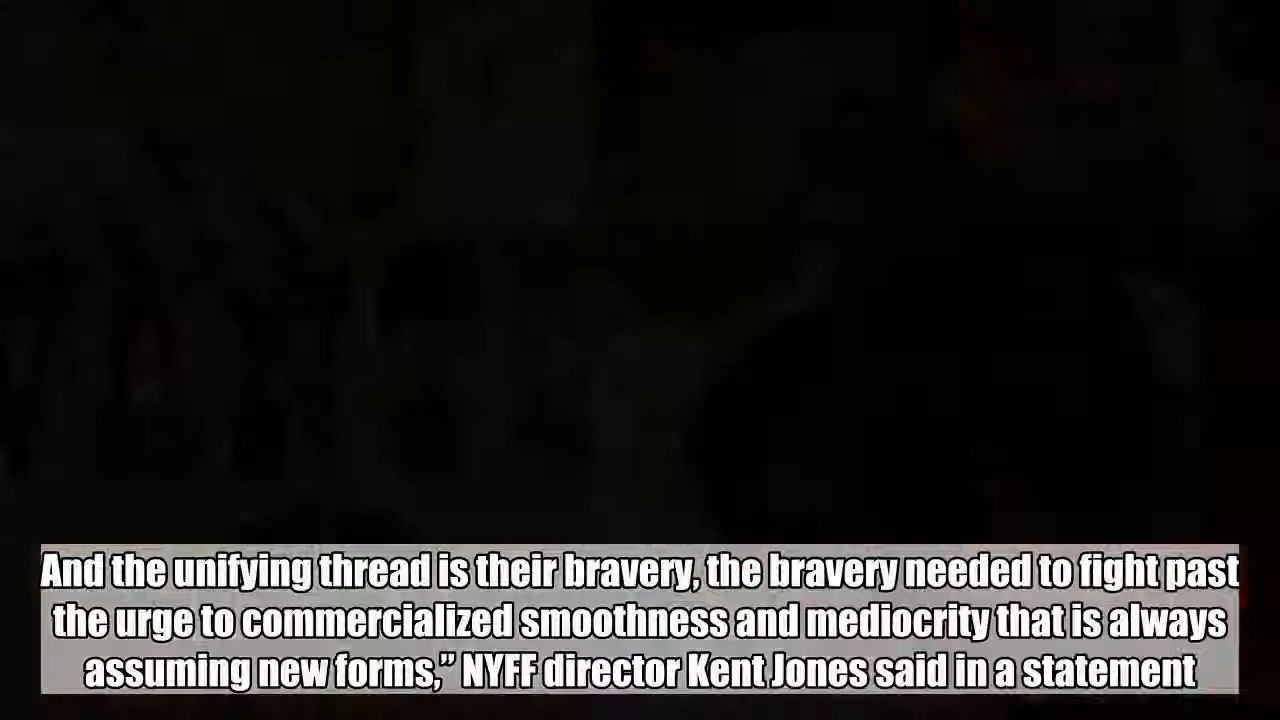 And the unifying thread is their bravery, the bravery needed to fight past
the urge to commercialized smoothness and mediocrity that is always
assuming new forms,” NYFF director Kent Jones said in a statement